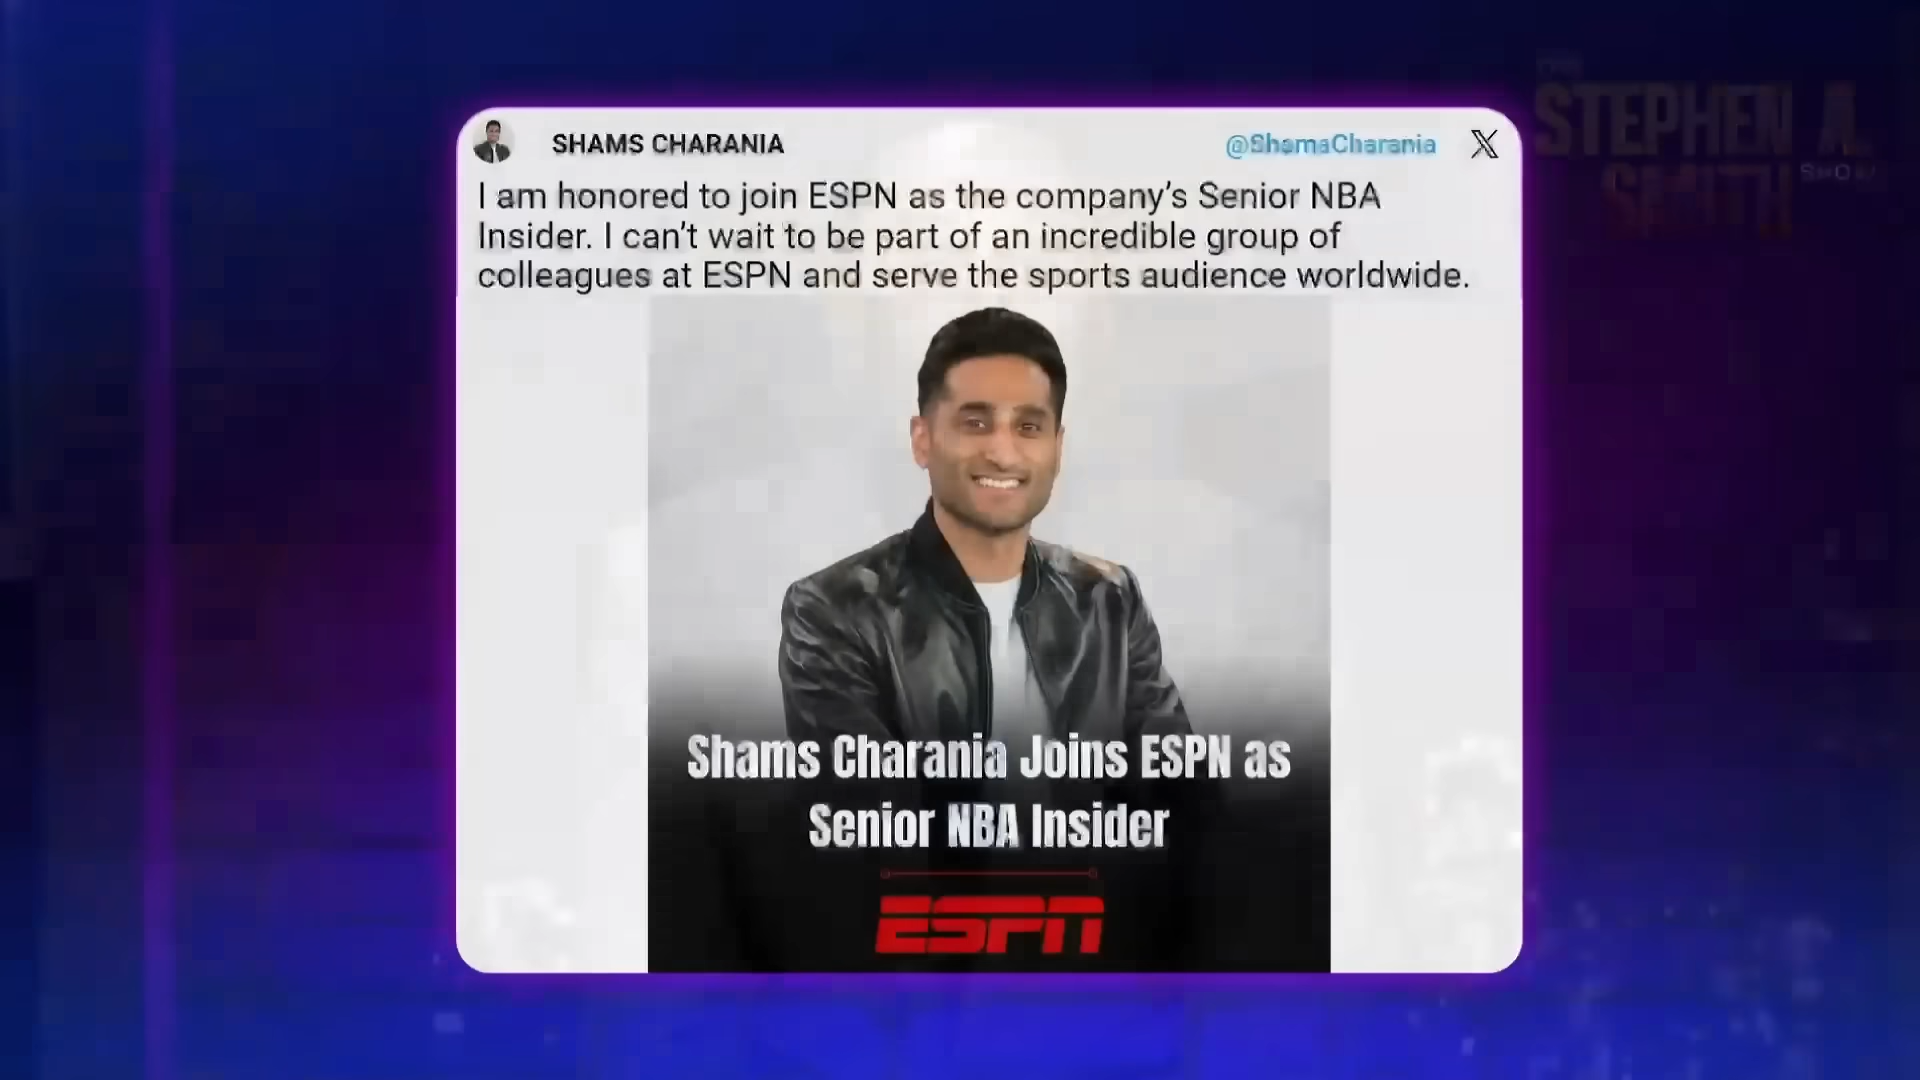 SHAMS CHARANIA @ShamsCharania X
I am honored to join ESPN as the company's Senior NBA
Insider. I can't wait to be part of an incredible group of
colleagues at ESPN and serve the sports audience worldwide.
Shams Charania Joins ESPN as
Senior NBA Insider
ESPN
THE
STEPHEN A.
SMITH
SHOW